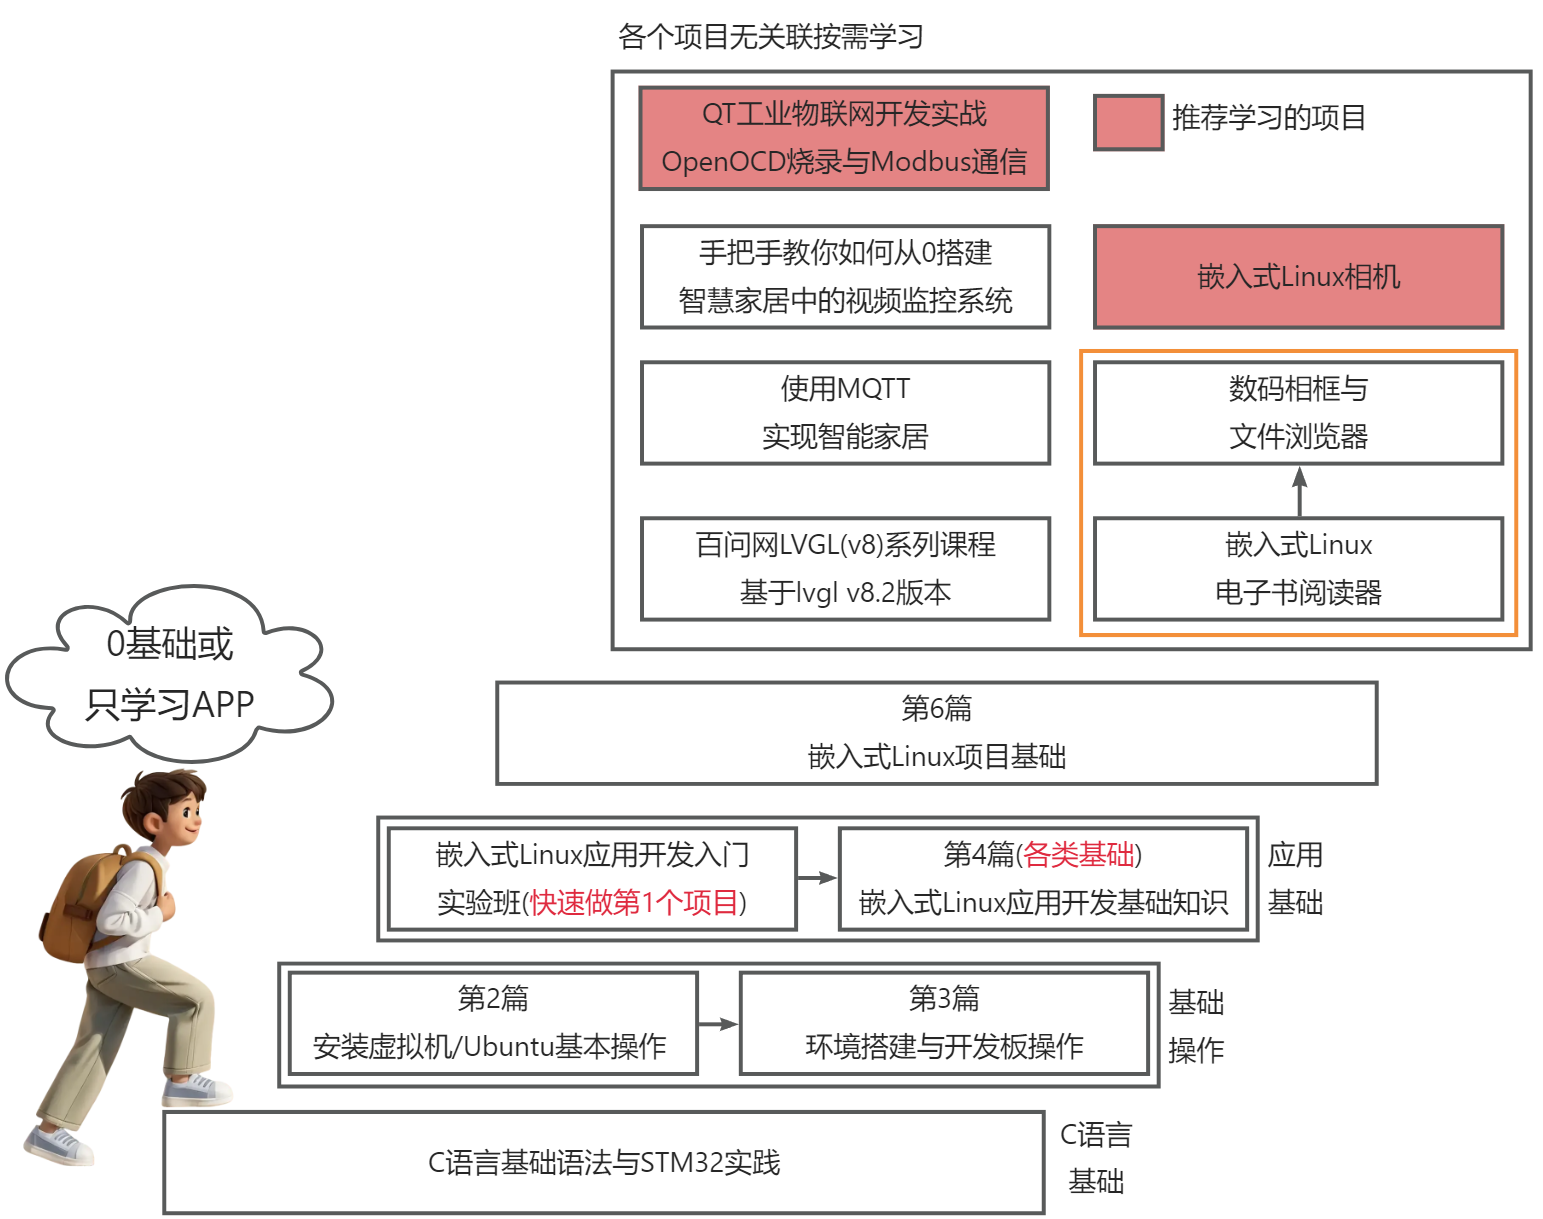 各个项目无关联按需学习
QT工业物联网开发实战
OpenOCD烧录与Modbus通信
推荐学习的项目
手把手教你如何从0搭建
智慧家居中的视频监控系统
嵌入式Linux相机
使用MQTT
实现智能家居
数码相框与
文件浏览器
百问网LVGL(v8)系列课程
基于lvgl v8.2版本
嵌入式Linux
电子书阅读器
0基础或
只学习APP
第6篇
嵌入式Linux项目基础
嵌入式Linux应用开发入门
实验班(快速做第1个项目)
第4篇(各类基础)
嵌入式Linux应用开发基础知识
应用
基础
第2篇
安装虚拟机/Ubuntu基本操作
第3篇
环境搭建与开发板操作
基础
操作
C语言基础语法与STM32实践
C语言
基础